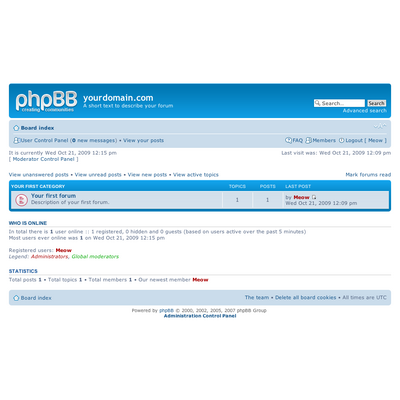 phpBB
creating communities
yourdomain.com
A short text to describe your forum
Search… Search
Advanced search
Board index
User Control Panel (0 new messages) • View your posts
FAQ Members Logout [ Meow ]
It is currently Wed Oct 21, 2009 12:15 pm
Last visit was: Wed Oct 21, 2009 12:09 pm
[ Moderator Control Panel ]
View unanswered posts • View unread posts • View new posts • View active topics
Mark forums read
YOUR FIRST CATEGORY TOPICS POSTS LAST POST
Your first forum
Description of your first forum.
1 1
by Meow
Wed Oct 21, 2009 12:09 pm
WHO IS ONLINE
In total there is 1 user online :: 1 registered, 0 hidden and 0 guests (based on users active over the past 5 minutes)
Most users ever online was 1 on Wed Oct 21, 2009 12:15 pm
Registered users: Meow
Legend: Administrators, Global moderators
STATISTICS
Total posts 1 • Total topics 1 • Total members 1 • Our newest member Meow
Board index
The team • Delete all board cookies • All times are UTC
Powered by phpBB © 2000, 2002, 2005, 2007 phpBB Group
Administration Control Panel